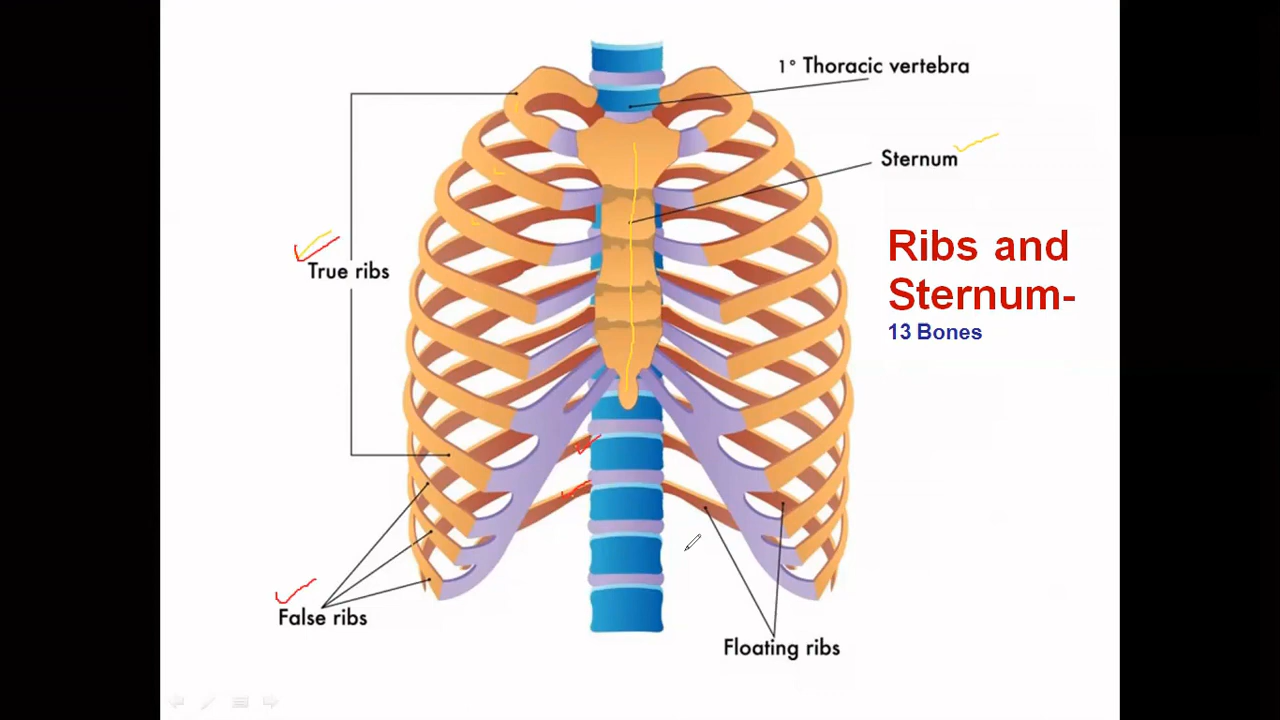 1° Thoracic vertebra
Sternum
Ribs and
Sternum-
13 Bones
True ribs
False ribs
Floating ribs